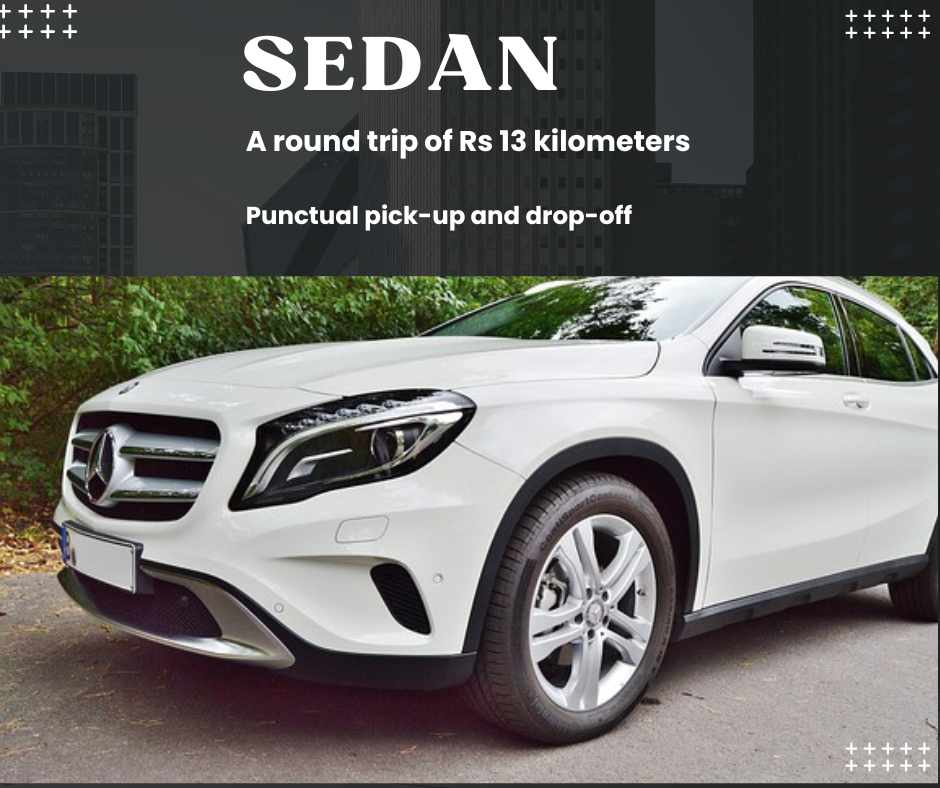 SEDAN
A round trip of Rs 13 kilometers
Punctual pick-up and drop-off